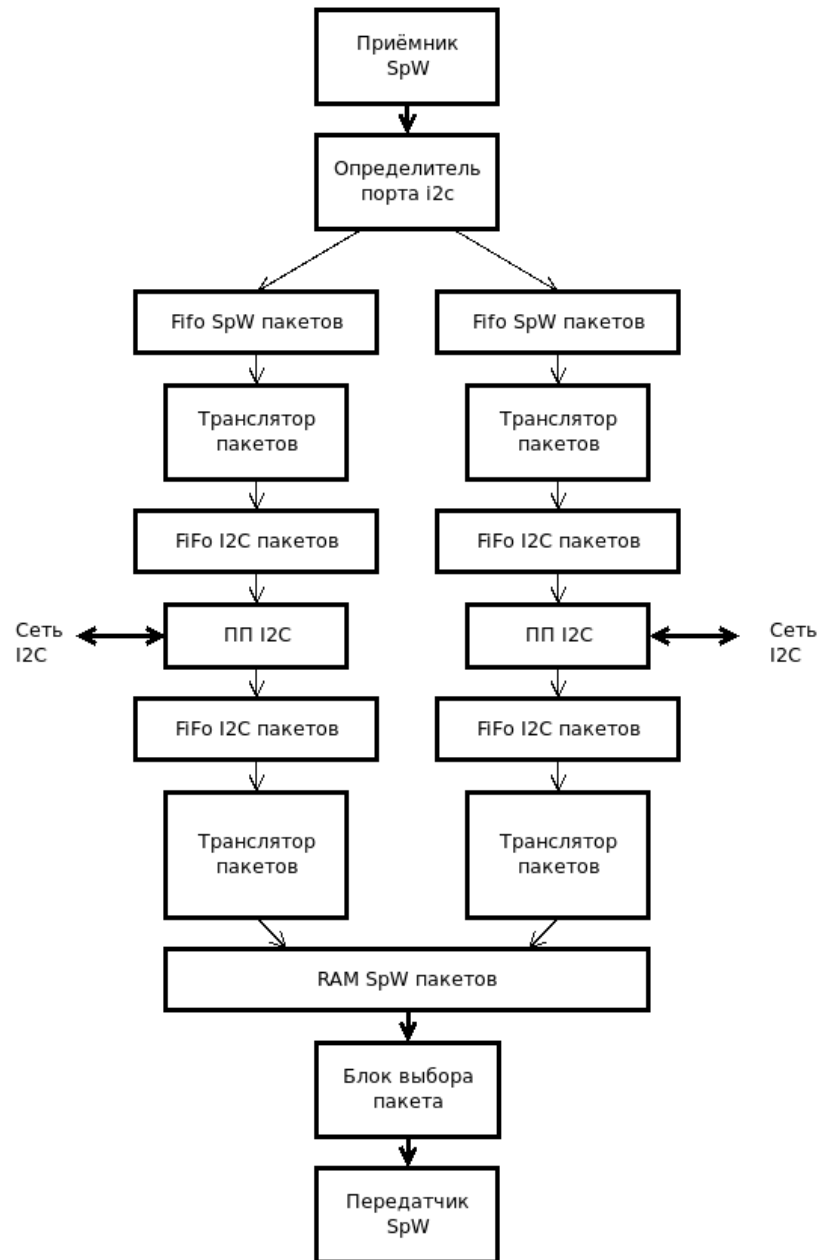 Приёмник
SpW
Определитель
порта i2c
Fifo SpW пакетов
Fifo SpW пакетов
Транслятор
пакетов
Транслятор
пакетов
FiFo I2C пакетов
FiFo I2C пакетов
Сеть
I2C
ПП I2C
ПП I2C
Сеть
I2C
FiFo I2C пакетов
FiFo I2C пакетов
Транслятор
пакетов
Транслятор
пакетов
RAM SpW пакетов
Блок выбора
пакета
Передатчик
SpW